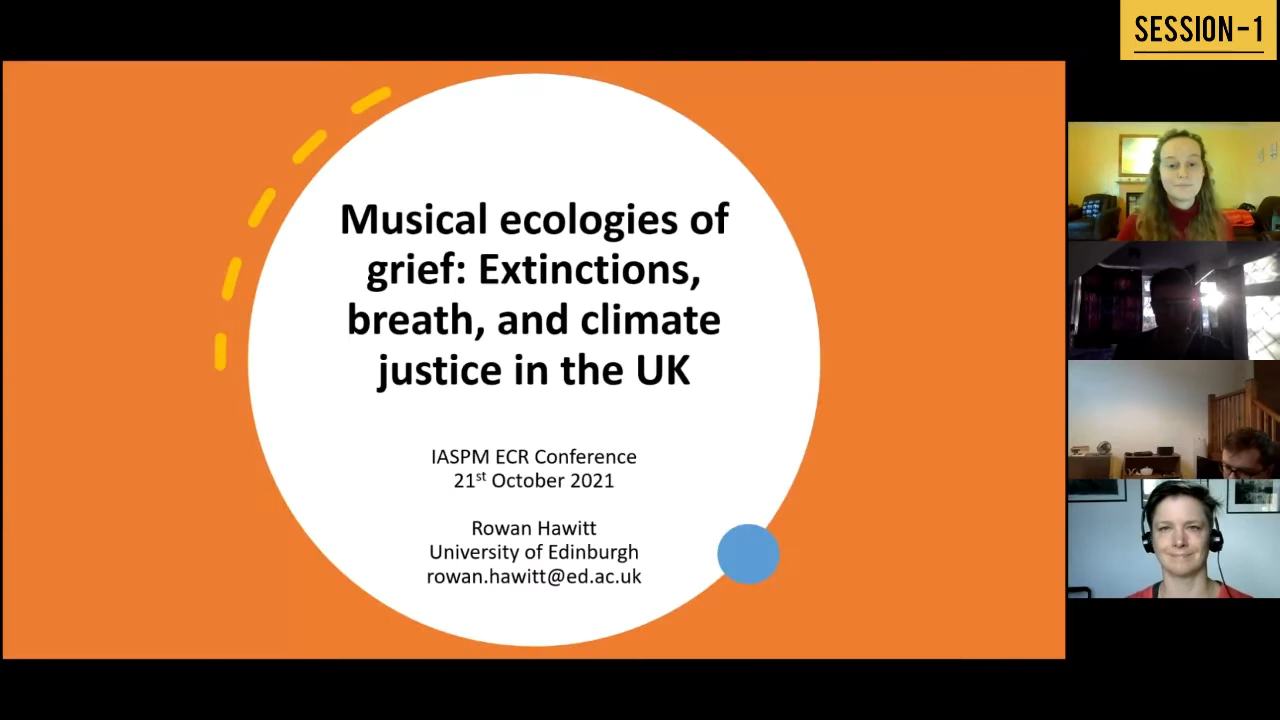 SESSION-1
Musical ecologies of
grief: Extinctions,
breath, and climate
justice in the UK
IASPM ECR Conference
21st October 2021
Rowan Hawitt
University of Edinburgh
rowan.hawitt@ed.ac.uk